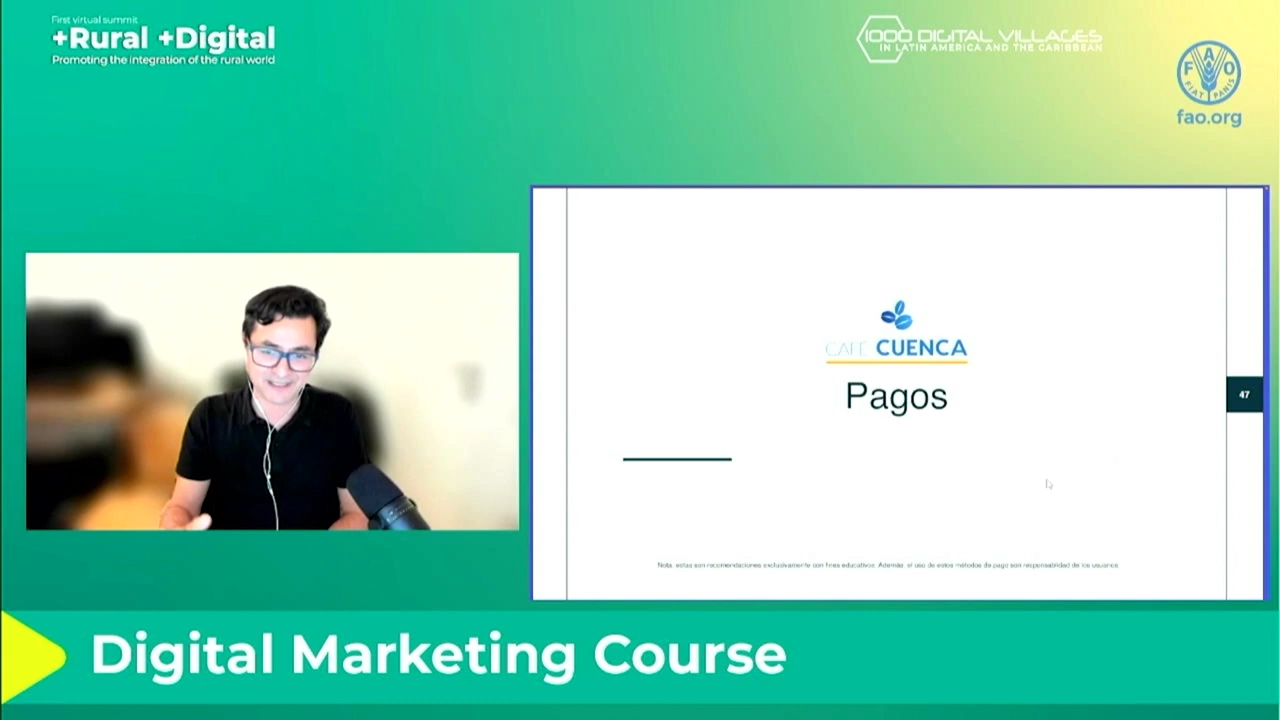 First virtual summit
+Rural +Digital
Promoting the integration of the rural world
1000 DIGITAL VILLAGES
IN LATIN AMERICA AND THE CARIBBEAN
FAO
FIAT PANIS
fao.org
CAFÉ CUENCA
Pagos
47
Nota: estas son recomendaciones exclusivamente con fines educativos. Además, el uso de estos métodos de pago son responsabilidad de los usuarios.
Digital Marketing Course